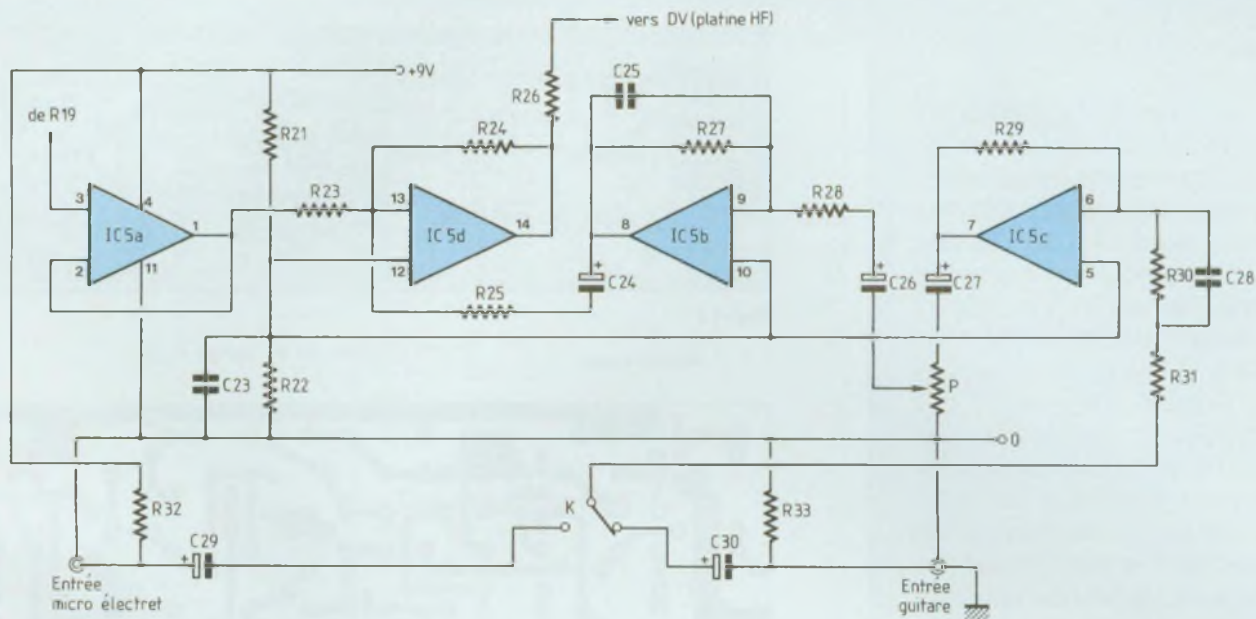 vers DV (platine HF)
+9V
C25
de R19
R26
R21
R24
R27
R29
R23
3
4
IC5a
1
2
11
13
IC5d
14
12
8
IC5b
9
10
R28
7
IC5c
6
5
C24
C26
C27
R30
C28
R25
C23
R22
P
R31
0
R32
K
R33
C29
+
C30
+
+
+
+
Entrée
micro électret
Entrée
guitare